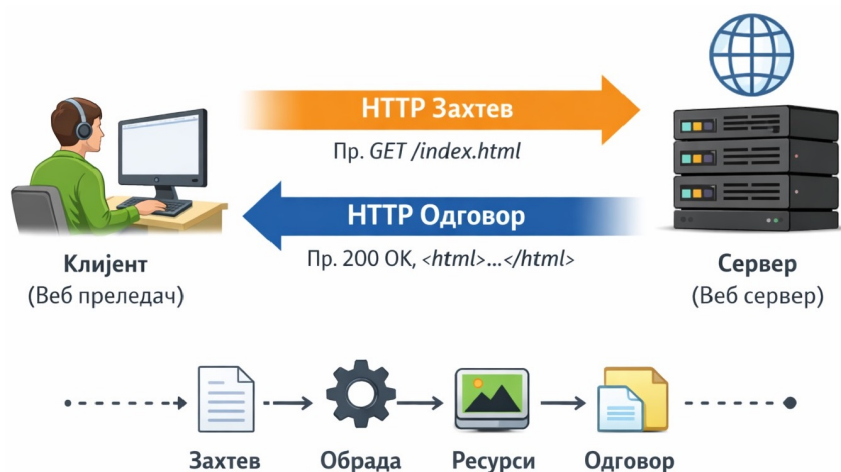 HTTP Захтев
Пр. GET /index.html
HTTP Одговор
Пр. 200 OK, <html>...</html>
Клијент
(Веб преледач)
Сервер
(Веб сервер)
Захтев
Обрада
Ресурси
Одговор